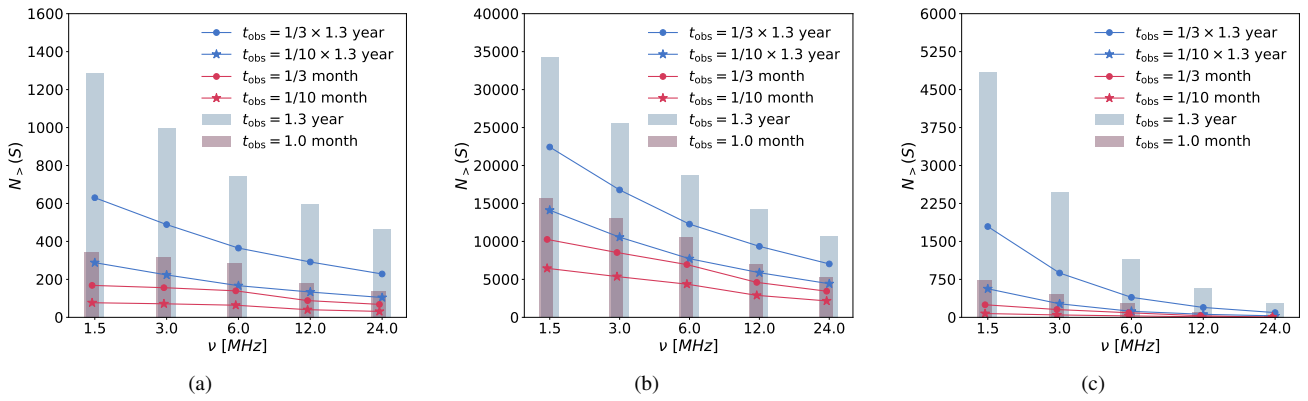 1600
1400
1200
1000
800
600
400
200
0
N>(S)
1.5 3.0 6.0 12.0 24.0
ν [MHz]
t_obs = 1/3 × 1.3 year
t_obs = 1/10 × 1.3 year
t_obs = 1/3 month
t_obs = 1/10 month
t_obs = 1.3 year
t_obs = 1.0 month
(a)
40000
35000
30000
25000
20000
15000
10000
5000
0
N>(S)
1.5 3.0 6.0 12.0 24.0
ν [MHz]
t_obs = 1/3 × 1.3 year
t_obs = 1/10 × 1.3 year
t_obs = 1/3 month
t_obs = 1/10 month
t_obs = 1.3 year
t_obs = 1.0 month
(b)
6000
5250
4500
3750
3000
2250
1500
750
0
N>(S)
1.5 3.0 6.0 12.0 24.0
ν [MHz]
t_obs = 1/3 × 1.3 year
t_obs = 1/10 × 1.3 year
t_obs = 1/3 month
t_obs = 1/10 month
t_obs = 1.3 year
t_obs = 1.0 month
(c)